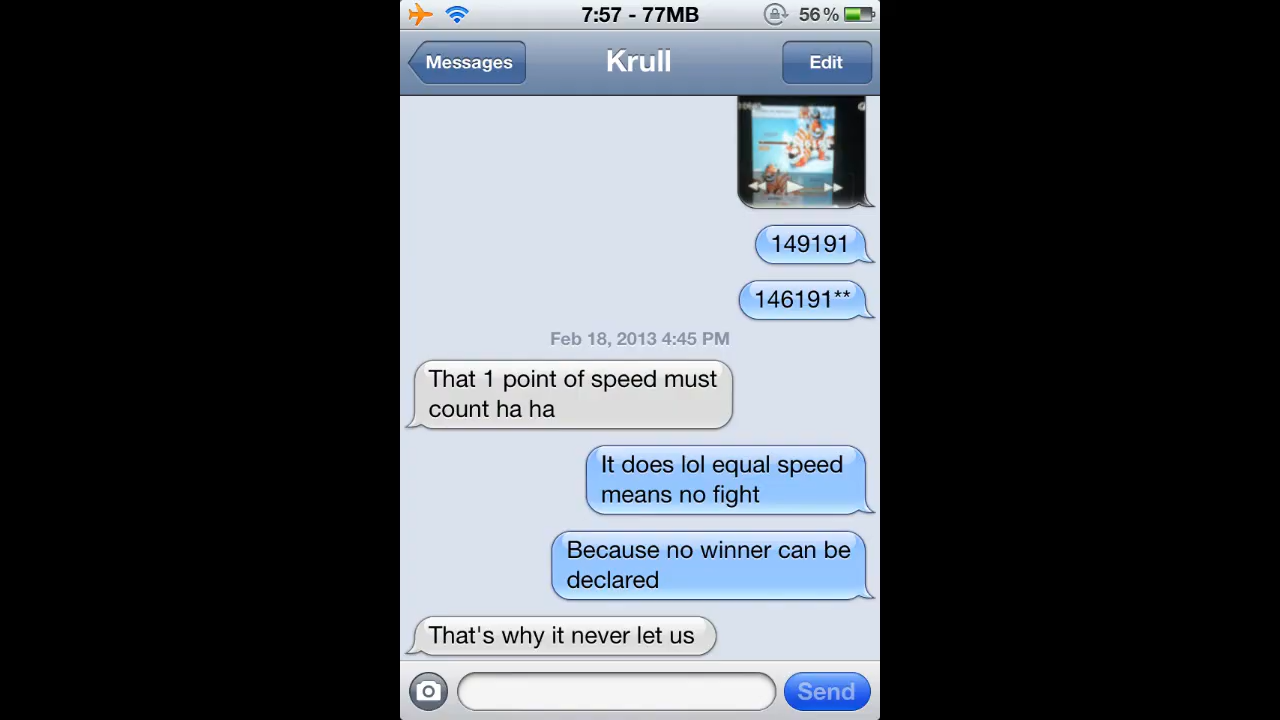 7:57 - 77MB
56%
Messages
Krull
Edit
149191
146191**
Feb 18, 2013 4:45 PM
That 1 point of speed must
count ha ha
It does lol equal speed
means no fight
Because no winner can be
declared
That's why it never let us
Send